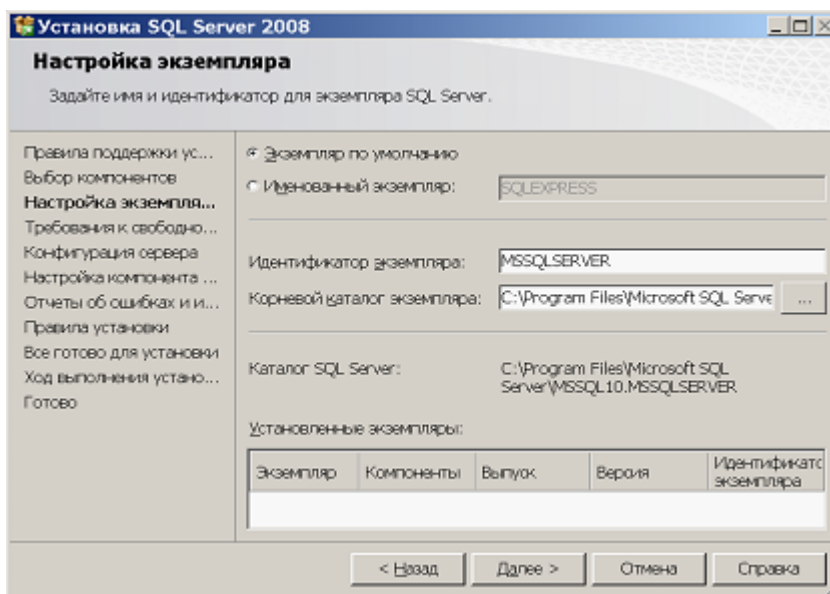 Установка SQL Server 2008
Настройка экземпляра
Задайте имя и идентификатор для экземпляра SQL Server.
Правила поддержки ус...
Выбор компонентов
Настройка экземпля...
Требования к свободно...
Конфигурация сервера
Настройка компонента ...
Отчеты об ошибках и и...
Правила установки
Все готово для установки
Ход выполнения устано...
Готово
Экземпляр по умолчанию
Именованный экземпляр:
SQLEXPRESS
Идентификатор экземпляра:
MSSQLSERVER
Корневой каталог экземпляра:
C:\Program Files\Microsoft SQL Serve
...
Каталог SQL Server:
C:\Program Files\Microsoft SQL
Server\MSSQL10.MSSQLSERVER
Установленные экземпляры:
Экземпляр
Компоненты
Выпуск
Версия
Идентификатс
экземпляра
< Назад
Далее >
Отмена
Справка